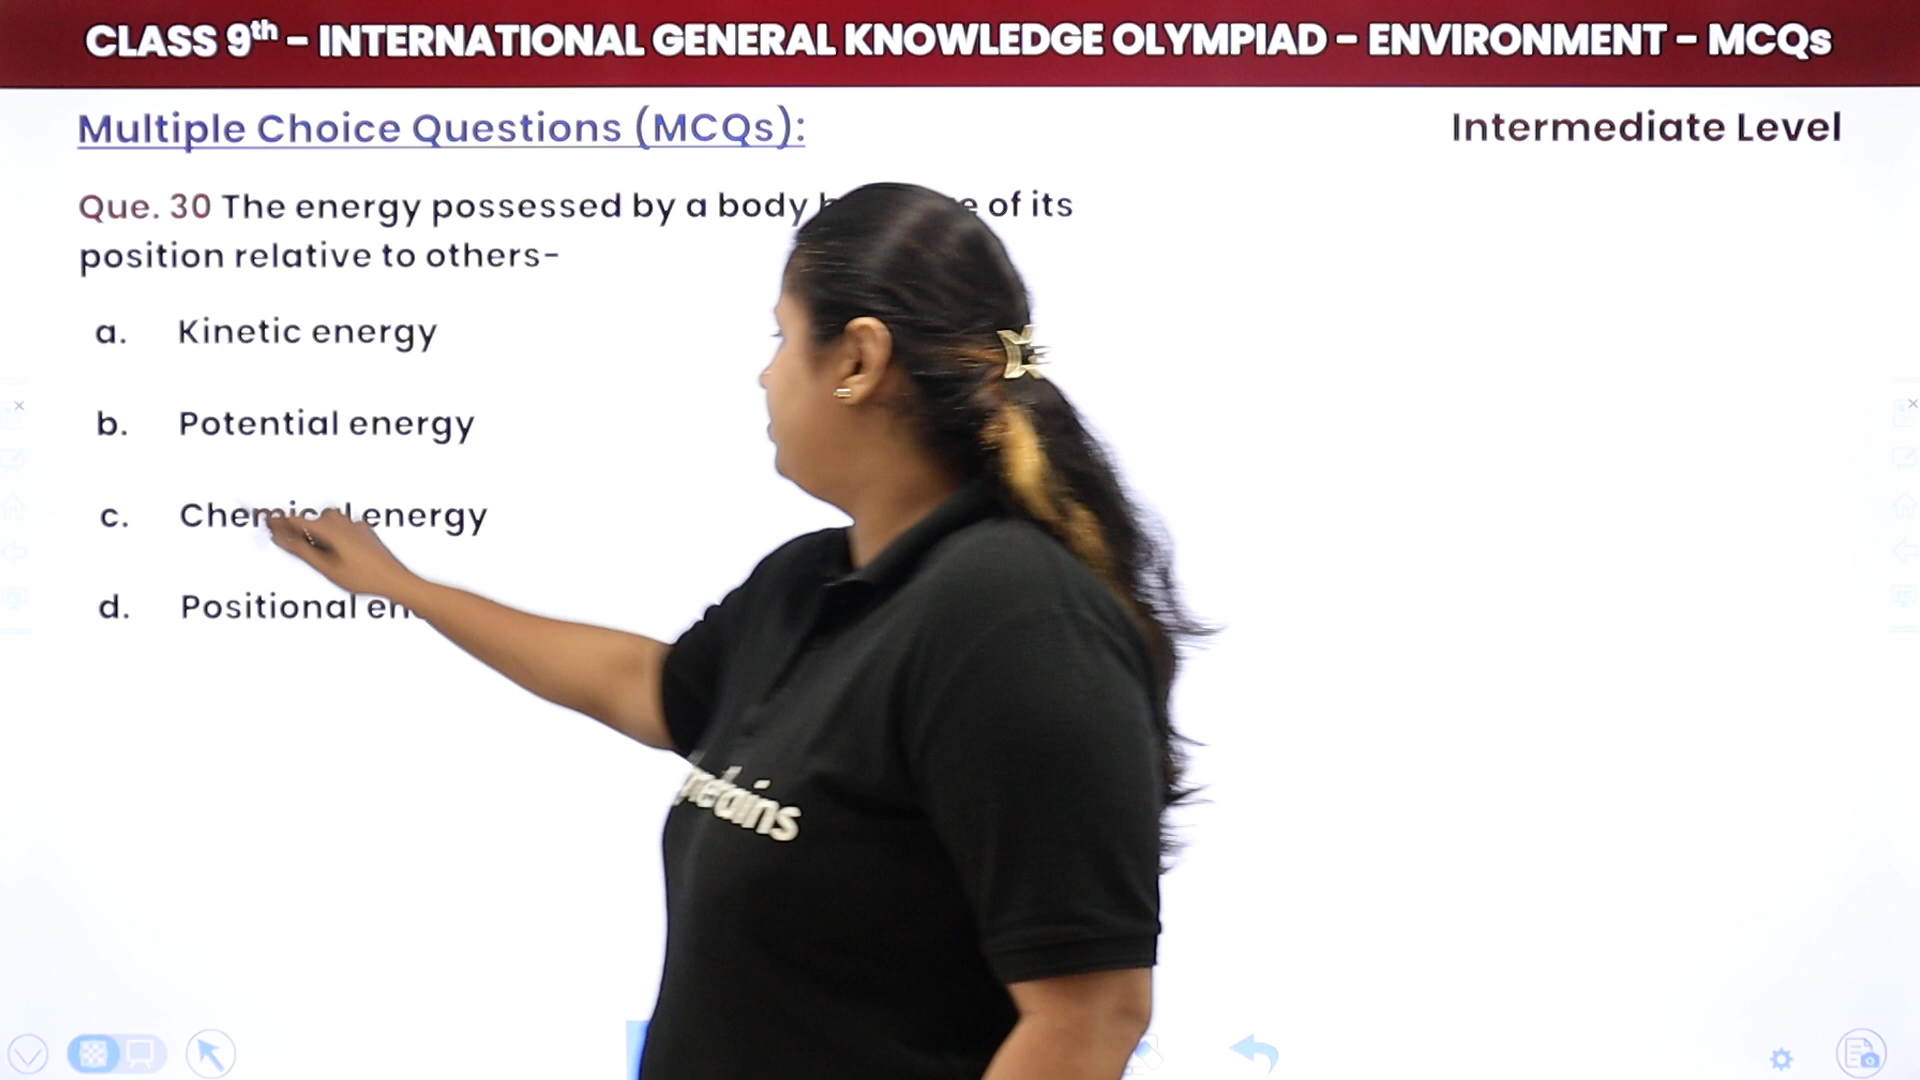 CLASS 9th - INTERNATIONAL GENERAL KNOWLEDGE OLYMPIAD - ENVIRONMENT - MCQs
Multiple Choice Questions (MCQs):
Intermediate Level
Que. 30 The energy possessed by a body of its
position relative to others-
a. Kinetic energy
b. Potential energy
c. Chemical energy
d. Positional